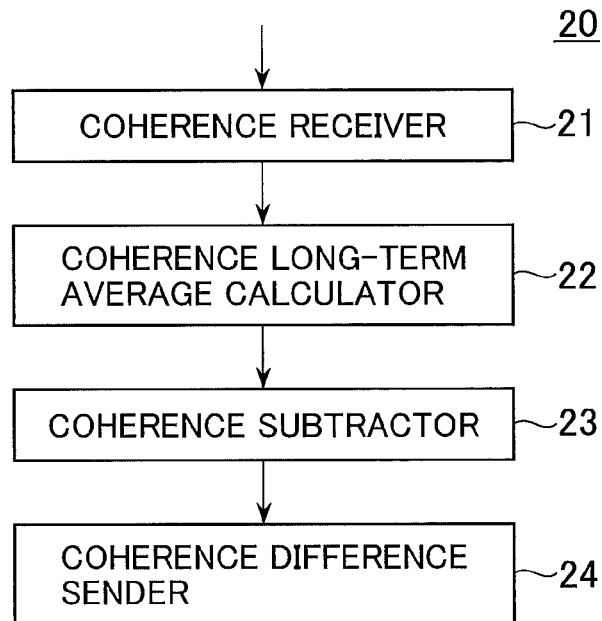 20
COHERENCE RECEIVER
21
COHERENCE LONG-TERM
AVERAGE CALCULATOR
22
COHERENCE SUBTRACTOR
23
COHERENCE DIFFERENCE
SENDER
24